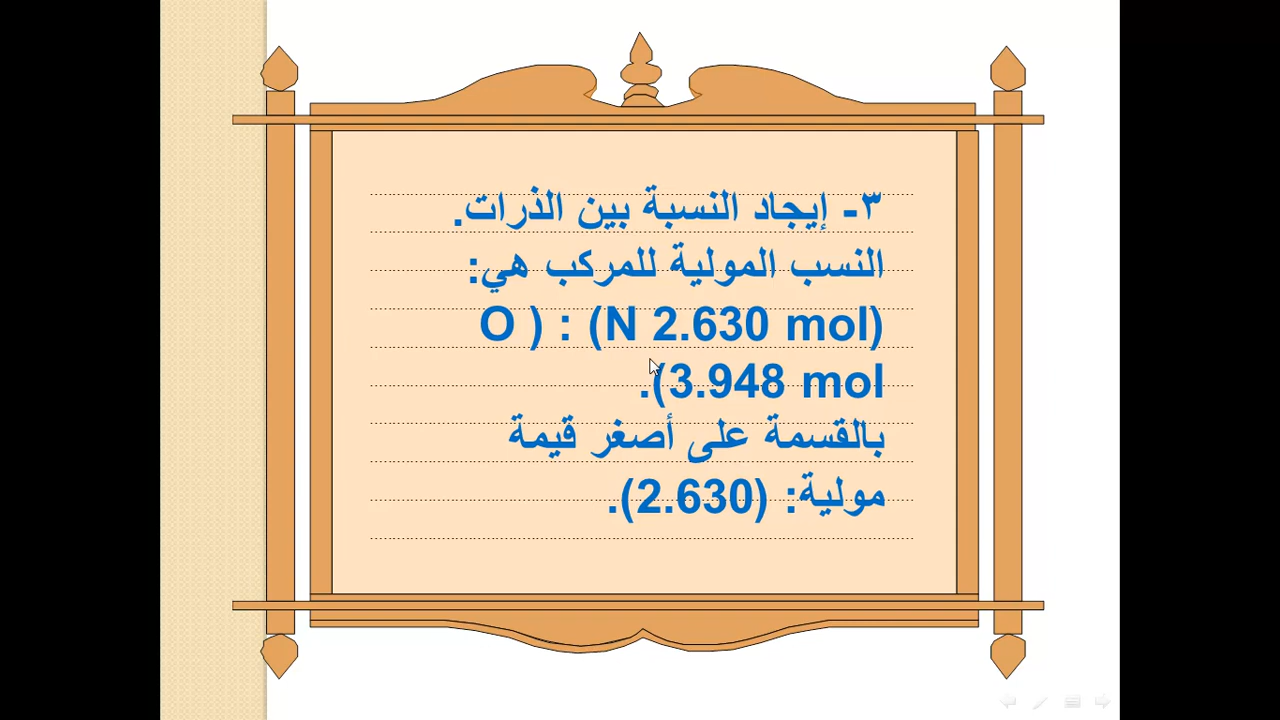 ٣- إيجاد النسبة بين الذرات.
النسب المولية للمركب هي:
(N 2.630 mol) : ( O
3.948 mol).
بالقسمة على أصغر قيمة
مولية: (2.630).